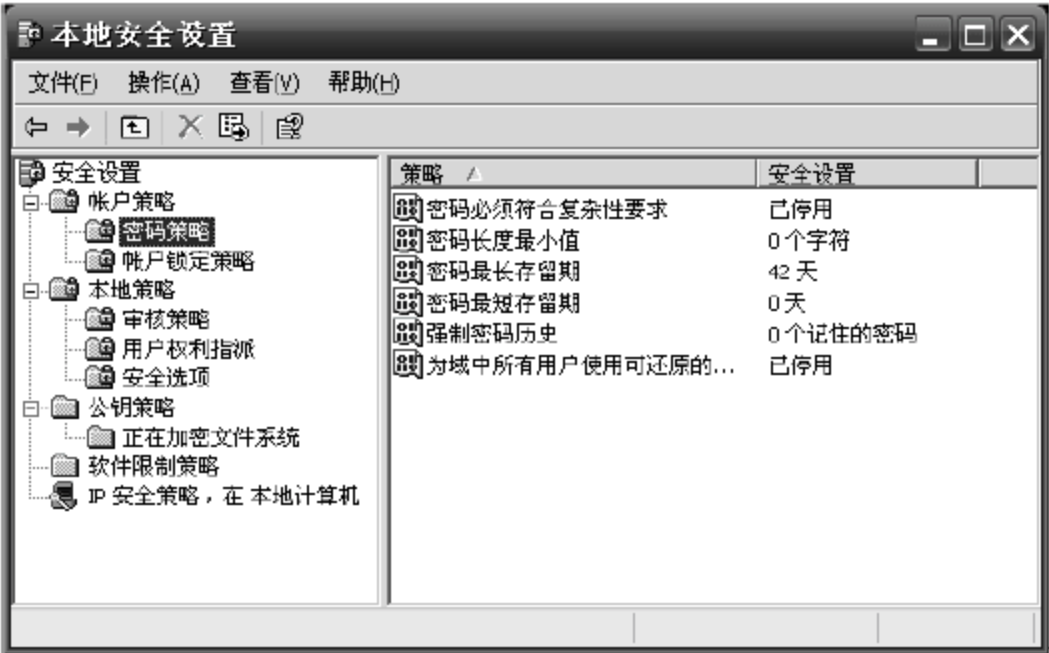 本地安全设置
文件(F) 操作(A) 查看(V) 帮助(H)
安全设置
帐户策略
密码策略
帐户锁定策略
本地策略
审核策略
用户权利指派
安全选项
公钥策略
正在加密文件系统
软件限制策略
IP 安全策略，在 本地计算机
策略 安全设置
密码必须符合复杂性要求 已停用
密码长度最小值 0 个字符
密码最长存留期 42 天
密码最短存留期 0 天
强制密码历史 0 个记住的密码
为域中所有用户使用可还原的... 已停用